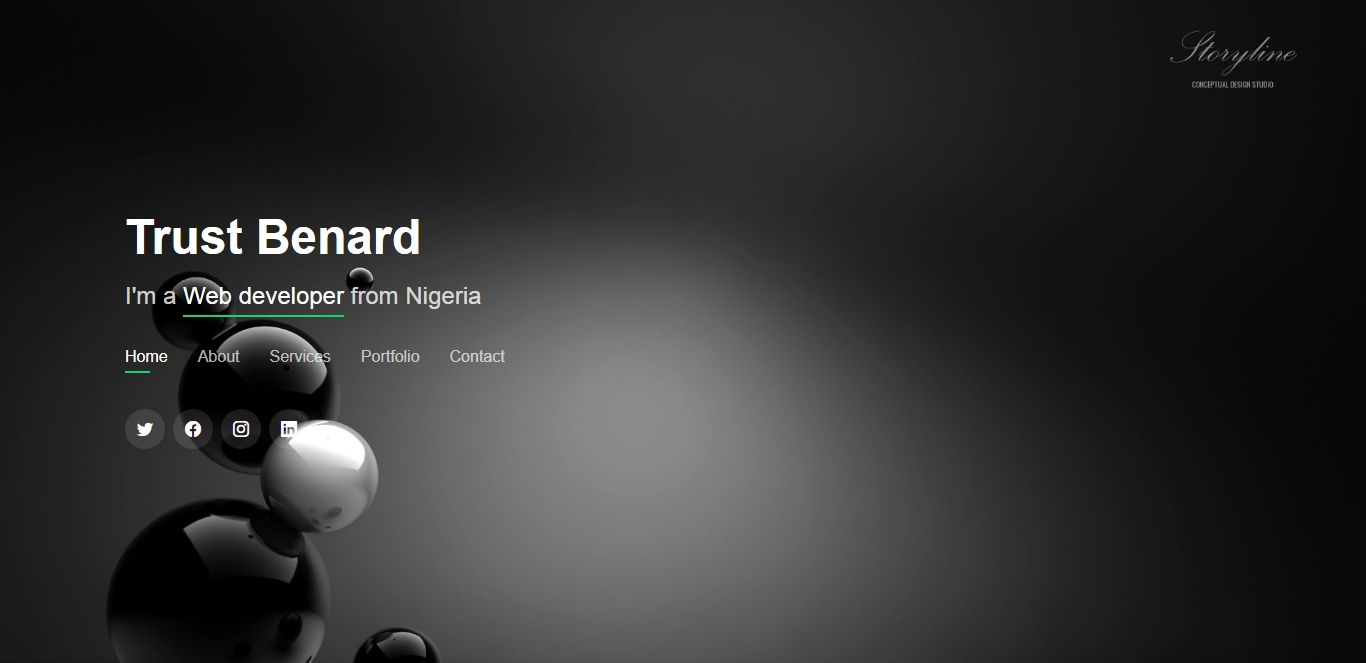 Storyline
CONCEPTUAL DESIGN STUDIO
Trust Benard
I'm a Web developer from Nigeria
Home About Services Portfolio Contact